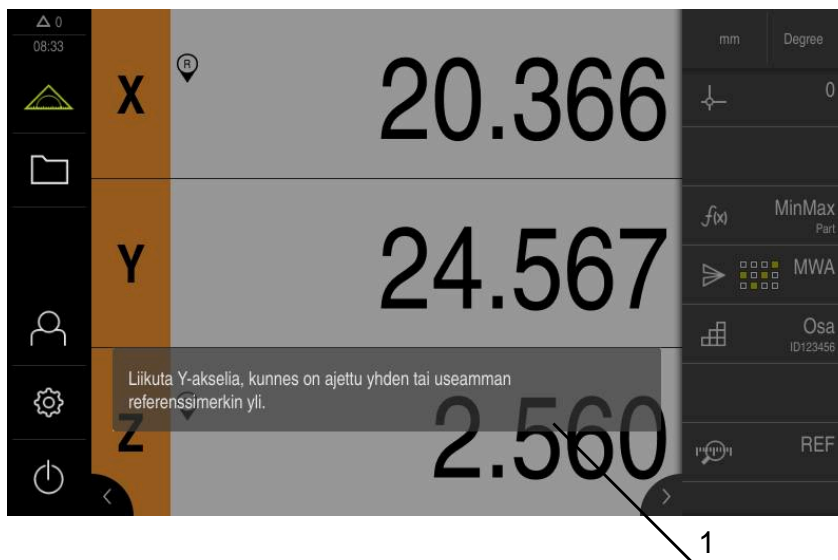 0
08:33
X
R
20.366
mm
Degree
0
Y
24.567
f(x)
MinMax
Part
MWA
Osa
ID123456
Liikuta Y-akselia, kunnes on ajettu yhden tai useamman
referenssimerkin yli.
Z
2.560
REF
1